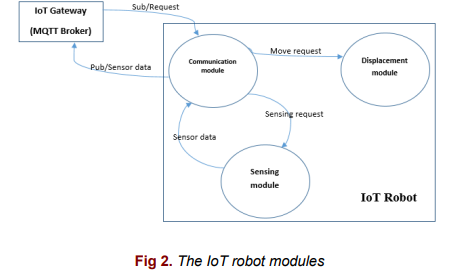 IoT Gateway
(MQTT Broker)
Sub/Request
Pub/Sensor data
Communication
module
Move request
Displacement
module
Sensing request
Sensor data
Sensing
module
IoT Robot
Fig 2. The IoT robot modules